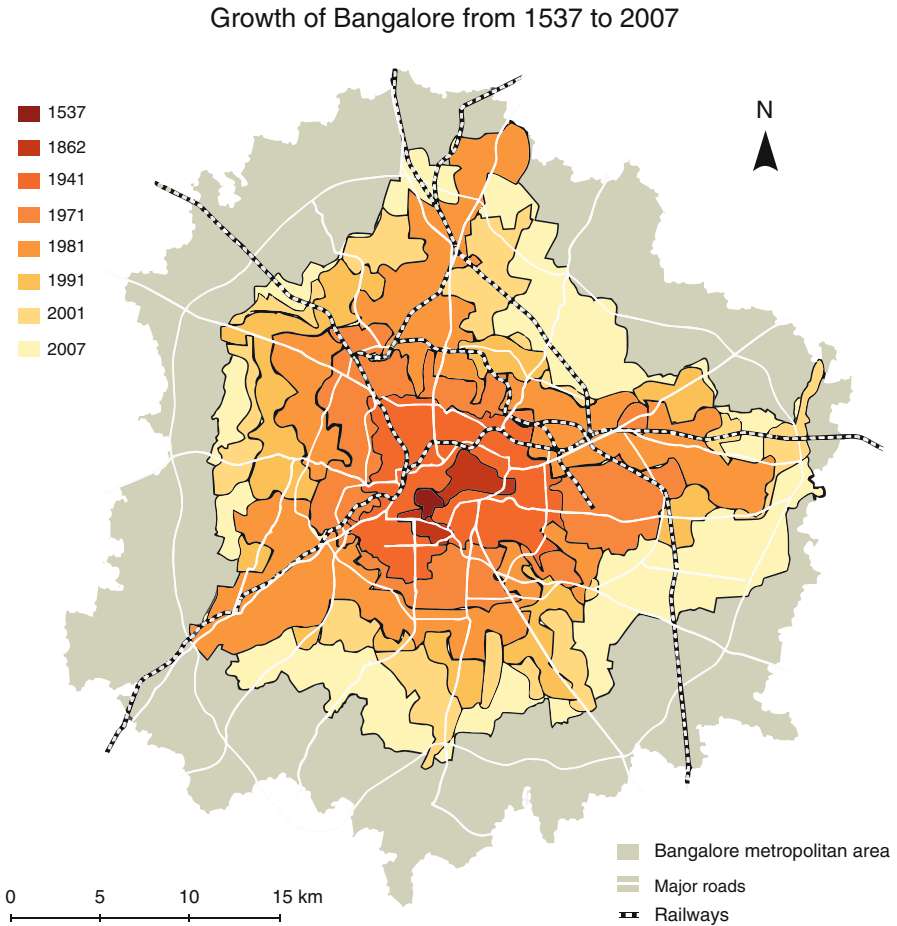 Growth of Bangalore from 1537 to 2007
1537
1862
1941
1971
1981
1991
2001
2007
N
Bangalore metropolitan area
Major roads
Railways
0 5 10 15 km